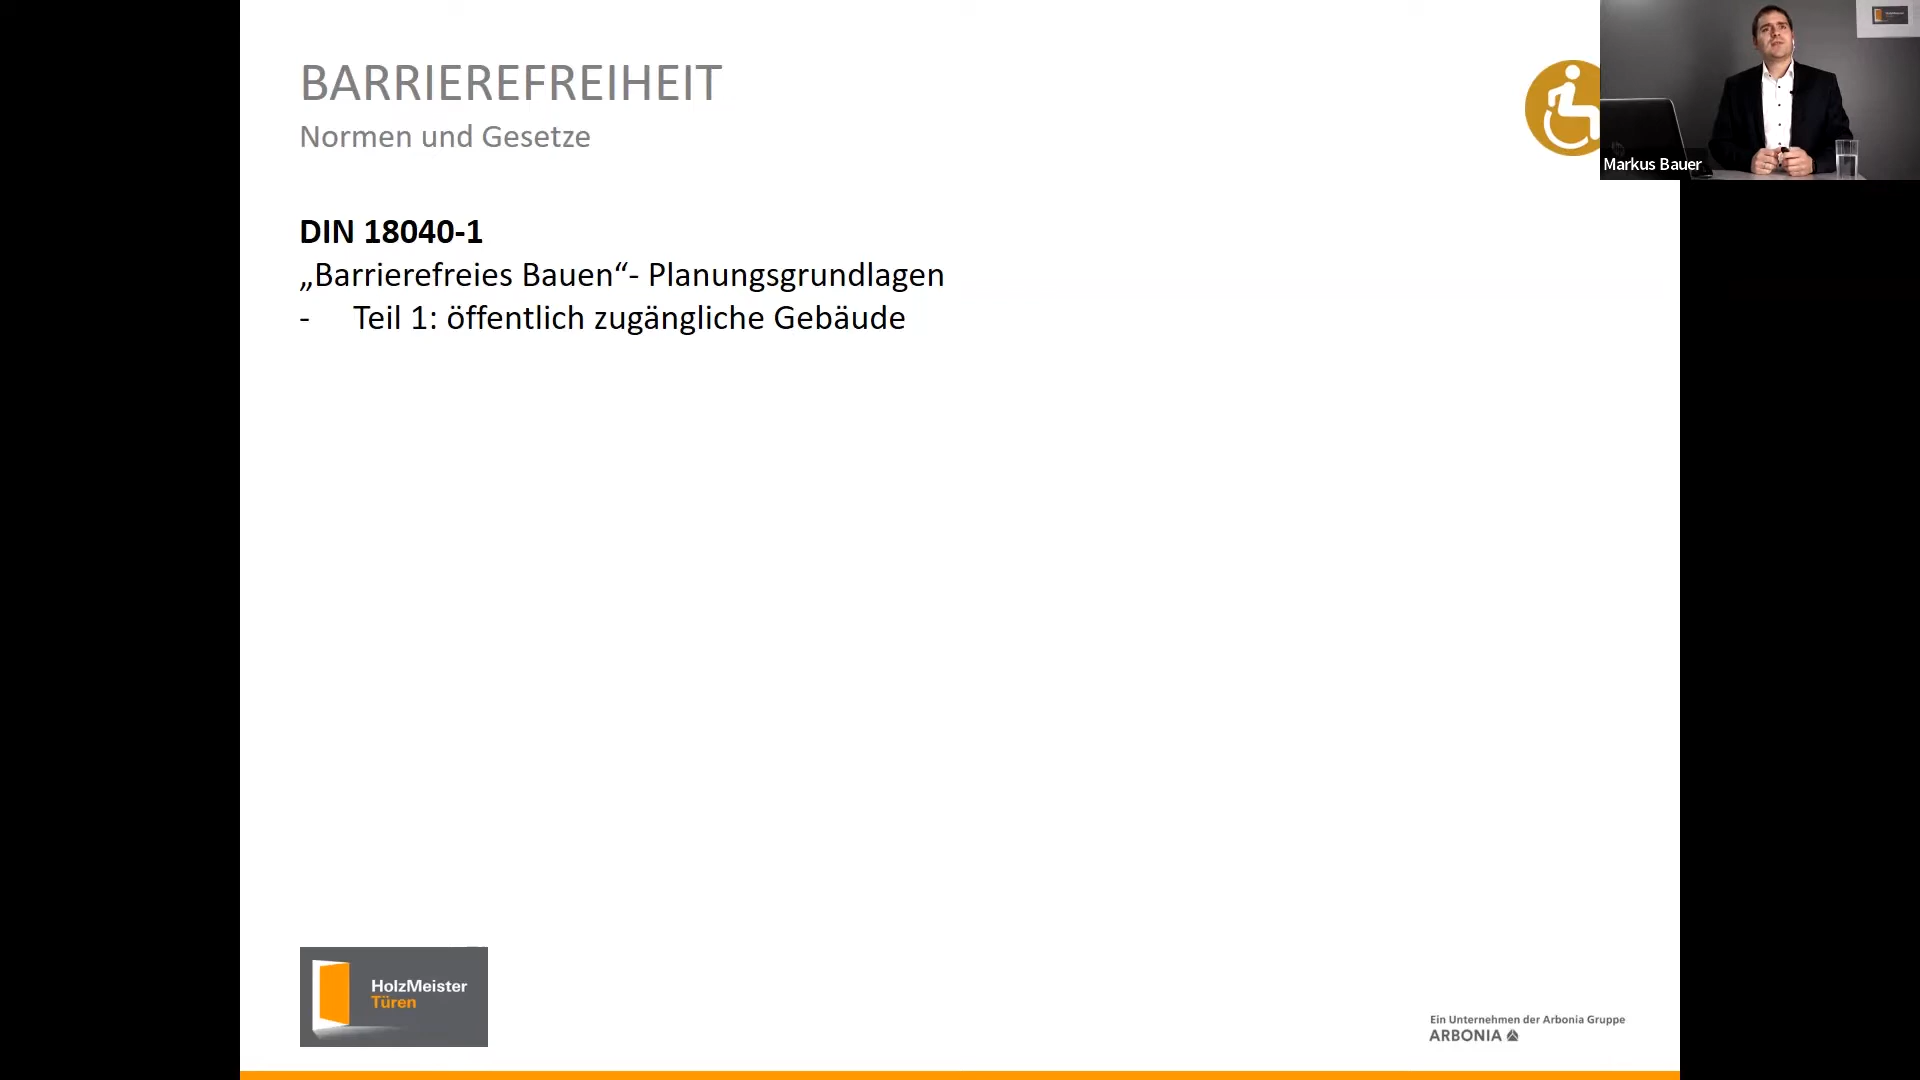 BARRIEREFREIHEIT
Normen und Gesetze
Markus Bauer
DIN 18040-1
„Barrierefreies Bauen“- Planungsgrundlagen
- Teil 1: öffentlich zugängliche Gebäude
HolzMeister
Türen
Ein Unternehmen der Arbonia Gruppe
ARBONIA